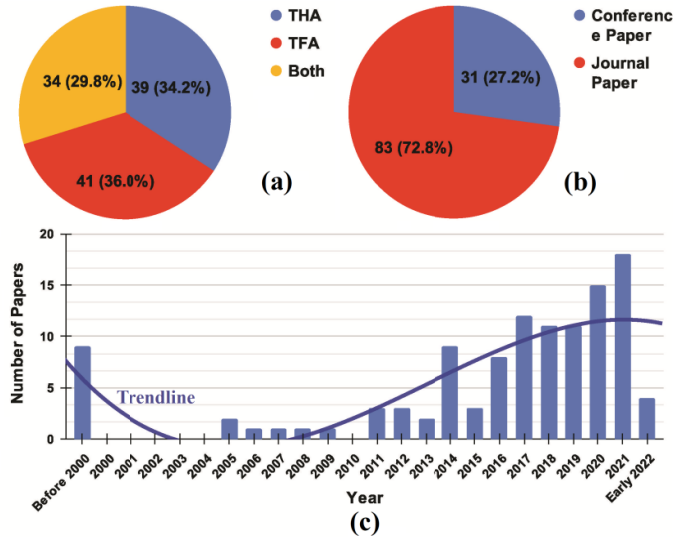 THA
TFA
Both
34 (29.8%)
39 (34.2%)
41 (36.0%)
(a)
Conferenc
e Paper
Journal
Paper
31 (27.2%)
83 (72.8%)
(b)
Number of Papers
20
15
10
5
0
Trendline
Before 2000
2000
2001
2002
2003
2004
2005
2006
2007
2008
2009
2010
2011
2012
2013
2014
2015
2016
2017
2018
2019
2020
2021
Early 2022
Year
(c)